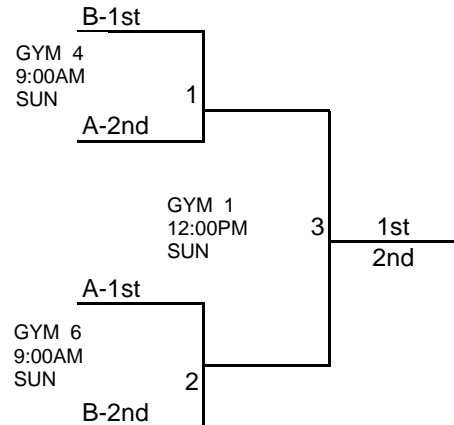 B-1st
GYM 4
9:00AM
SUN
1
A-2nd
GYM 1
12:00PM
SUN
3
1st
2nd
A-1st
GYM 6
9:00AM
SUN
2
B-2nd